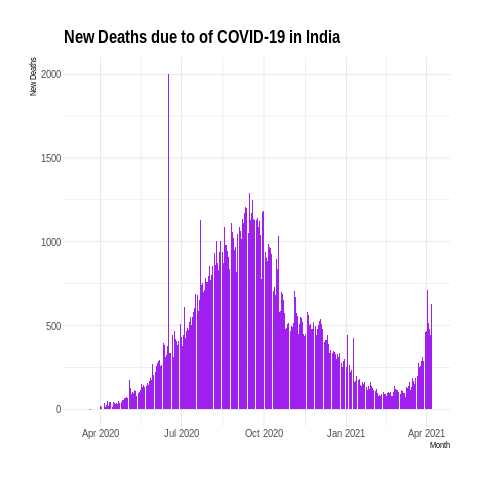 New Deaths due to of COVID-19 in India
New Deaths
2000
1500
1000
500
0
Apr 2020 Jul 2020 Oct 2020 Jan 2021 Apr 2021
Month